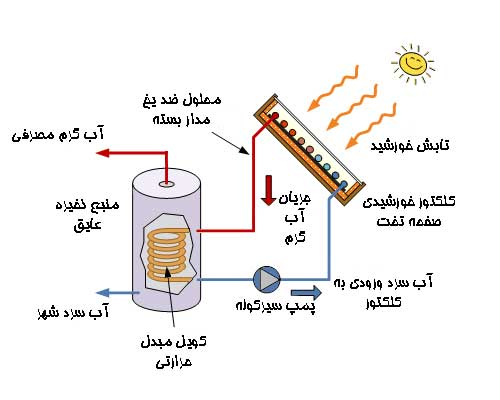 محلول ضد یخ
مدار بسته
آب گرم مصرفی
تابش خورشید
کلکتور خورشیدی
صفحه تخت
جریان
آب
گرم
منبع ذخیره
عایق
آب سرد ورودی به
کلکتور
پمپ سیرکوله
آب سرد شهر
کویل مبدل
حرارتی